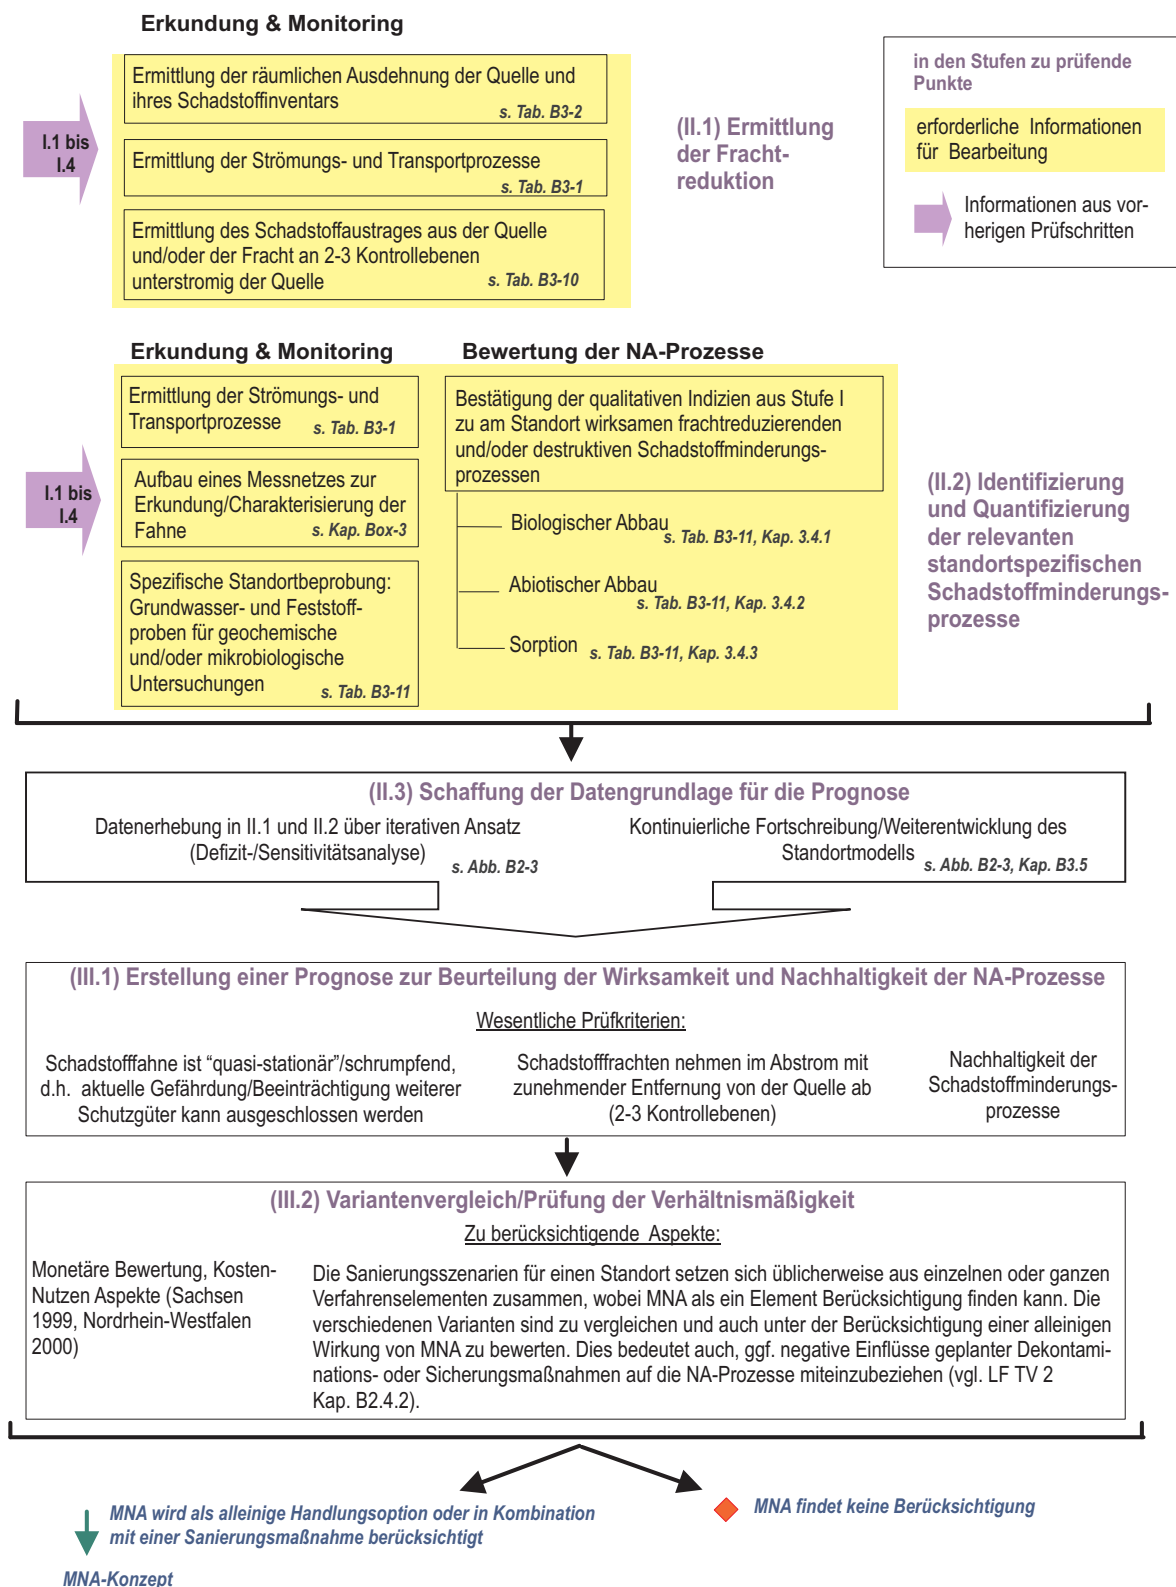 Erkundung & Monitoring
Ermittlung der räumlichen Ausdehnung der Quelle und
ihres Schadstoffinventars
s. Tab. B3-2
I.1 bis
I.4
Ermittlung der Strömungs- und Transportprozesse
s. Tab. B3-1
Ermittlung des Schadstoffaustrages aus der Quelle
und/oder der Fracht an 2-3 Kontrollebenen
unterstromig der Quelle
s. Tab. B3-10
(II.1) Ermittlung
der Fracht-
reduktion
in den Stufen zu prüfende
Punkte
erforderliche Informationen
für Bearbeitung
Informationen aus vor-
herigen Prüfschritten
Erkundung & Monitoring
Ermittlung der Strömungs- und
Transportprozesse
s. Tab. B3-1
I.1 bis
I.4
Aufbau eines Messnetzes zur
Erkundung/Charakterisierung der
Fahne
s. Kap. Box-3
Spezifische Standortbeprobung:
Grundwasser- und Feststoff-
proben für geochemische
und/oder mikrobiologische
Untersuchungen
s. Tab. B3-11
Bewertung der NA-Prozesse
Bestätigung der qualitativen Indizien aus Stufe I
zu am Standort wirksamen frachtreduzierenden
und/oder destruktiven Schadstoffminderungs-
prozessen
Biologischer Abbau
s. Tab. B3-11, Kap. 3.4.1
Abiotischer Abbau
s. Tab. B3-11, Kap. 3.4.2
Sorption
s. Tab. B3-11, Kap. 3.4.3
(II.2) Identifizierung
und Quantifizierung
der relevanten
standortspezifischen
Schadstoffminderungs-
prozesse
(II.3) Schaffung der Datengrundlage für die Prognose
Datenerhebung in II.1 und II.2 über iterativen Ansatz
(Defizit-/Sensitivitätsanalyse)
s. Abb. B2-3
Kontinuierliche Fortschreibung/Weiterentwicklung des
Standortmodells
s. Abb. B2-3, Kap. B3.5
(III.1) Erstellung einer Prognose zur Beurteilung der Wirksamkeit und Nachhaltigkeit der NA-Prozesse
Wesentliche Prüfkriterien:
Schadstofffahne ist “quasi-stationär”/schrumpfend,
d.h. aktuelle Gefährdung/Beeinträchtigung weiterer
Schutzgüter kann ausgeschlossen werden
Schadstofffrachten nehmen im Abstrom mit
zunehmender Entfernung von der Quelle ab
(2-3 Kontrollebenen)
Nachhaltigkeit der
Schadstoffminderungs-
prozesse
(III.2) Variantenvergleich/Prüfung der Verhältnismäßigkeit
Zu berücksichtigende Aspekte:
Monetäre Bewertung, Kosten-
Nutzen Aspekte (Sachsen
1999, Nordrhein-Westfalen
2000)
Die Sanierungsszenarien für einen Standort setzen sich üblicherweise aus einzelnen oder ganzen
Verfahrenselementen zusammen, wobei MNA als ein Element Berücksichtigung finden kann. Die
verschiedenen Varianten sind zu vergleichen und auch unter der Berücksichtigung einer alleinigen
Wirkung von MNA zu bewerten. Dies bedeutet auch, ggf. negative Einflüsse geplanter Dekontami-
nations- oder Sicherungsmaßnahmen auf die NA-Prozesse miteinzubeziehen (vgl. LF TV 2
Kap. B2.4.2).
MNA wird als alleinige Handlungsoption oder in Kombination
mit einer Sanierungsmaßnahme berücksichtigt
MNA findet keine Berücksichtigung
MNA-Konzept